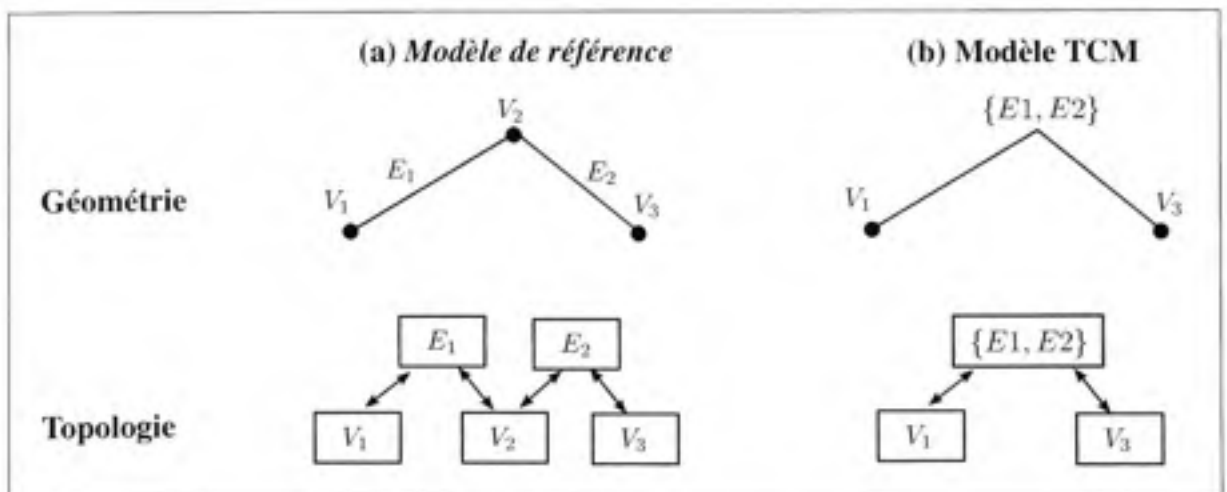 (a) Modèle de référence
(b) Modèle TCM
Géométrie
V₂
E₁
E₂
V₁
V₃
{E1, E2}
V₁
V₃
Topologie
E₁
E₂
V₁
V₂
V₃
{E1, E2}
V₁
V₃